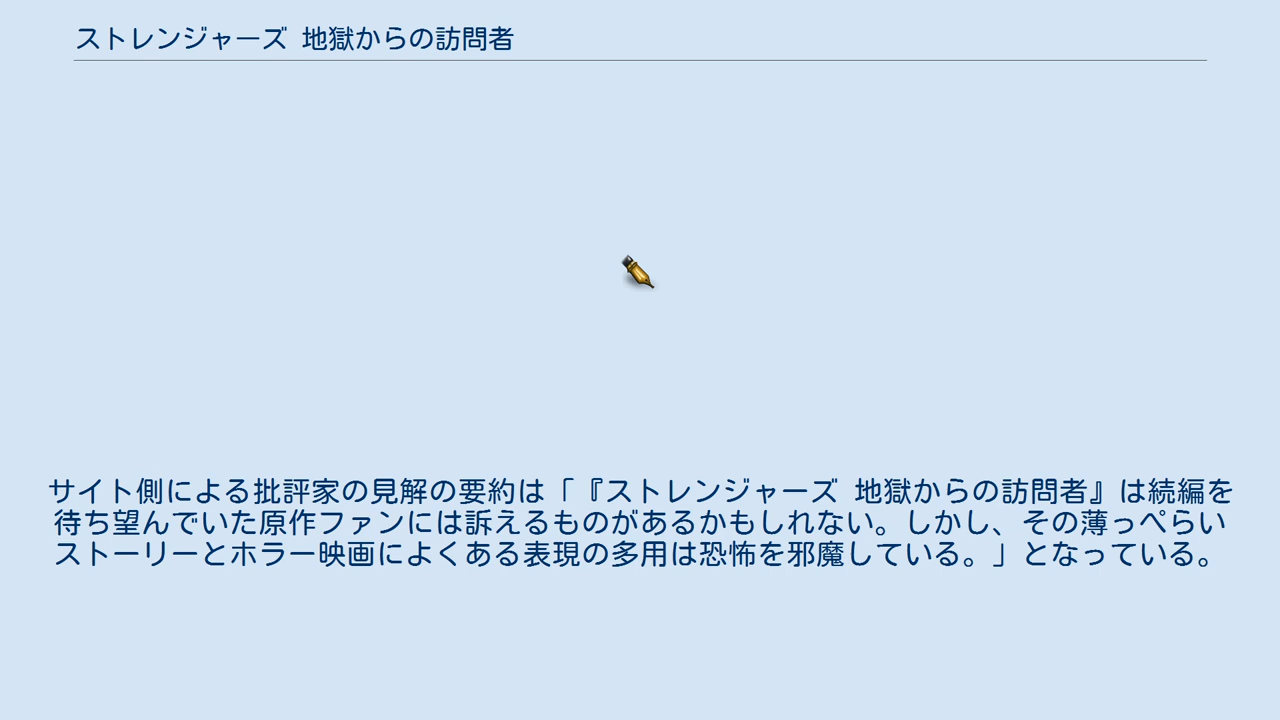 ストレンジャーズ 地獄からの訪問者
サイト側による批評家の見解の要約は「『ストレンジャーズ 地獄からの訪問者』は続編を
待ち望んでいた原作ファンには訴えるものがあるかもしれない。しかし、その薄っぺらい
ストーリーとホラー映画によくある表現の多用は恐怖を邪魔している。」となっている。